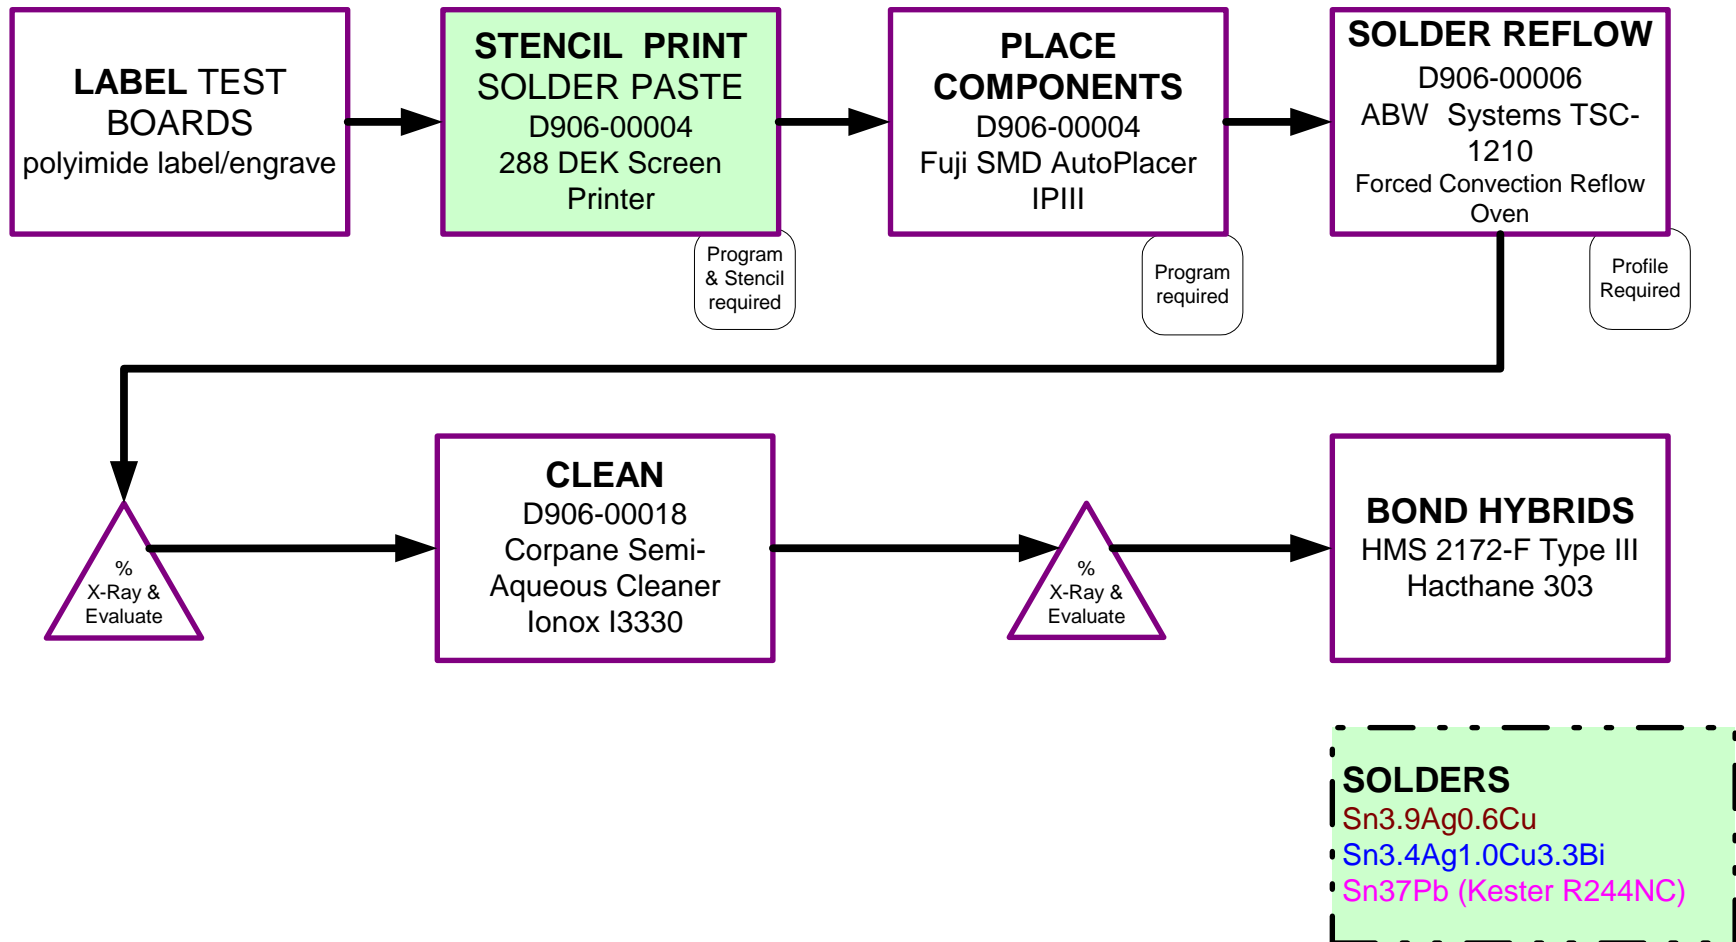 LABEL TEST
BOARDS
polyimide label/engrave
STENCIL PRINT
SOLDER PASTE
D906-00004
288 DEK Screen
Printer
Program
& Stencil
required
PLACE
COMPONENTS
D906-00004
Fuji SMD AutoPlacer
IPIII
Program
required
SOLDER REFLOW
D906-00006
ABW Systems TSC-
1210
Forced Convection Reflow
Oven
Profile
Required
%
X-Ray &
Evaluate
CLEAN
D906-00018
Corpane Semi-
Aqueous Cleaner
Ionox I3330
%
X-Ray &
Evaluate
BOND HYBRIDS
HMS 2172-F Type III
Hacthane 303
SOLDERS
Sn3.9Ag0.6Cu
Sn3.4Ag1.0Cu3.3Bi
Sn37Pb (Kester R244NC)